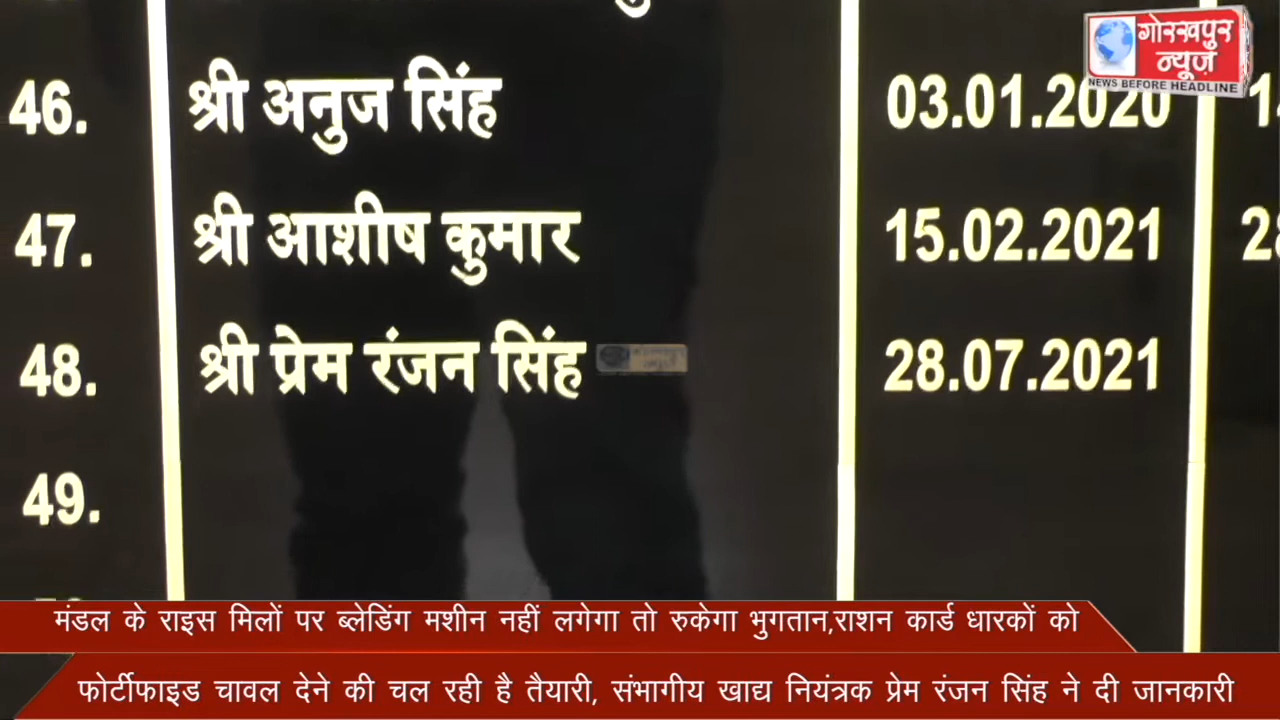 गोरखपुर
न्यूज़
NEWS BEFORE HEADLINE
46. श्री अनुज सिंह 03.01.2020
47. श्री आशीष कुमार 15.02.2021
48. श्री प्रेम रंजन सिंह 28.07.2021
49.
मंडल के राइस मिलों पर ब्लेडिंग मशीन नहीं लगेगा तो रुकेगा भुगतान,राशन कार्ड धारकों को
फोर्टीफाइड चावल देने की चल रही है तैयारी, संभागीय खाद्य नियंत्रक प्रेम रंजन सिंह ने दी जानकारी